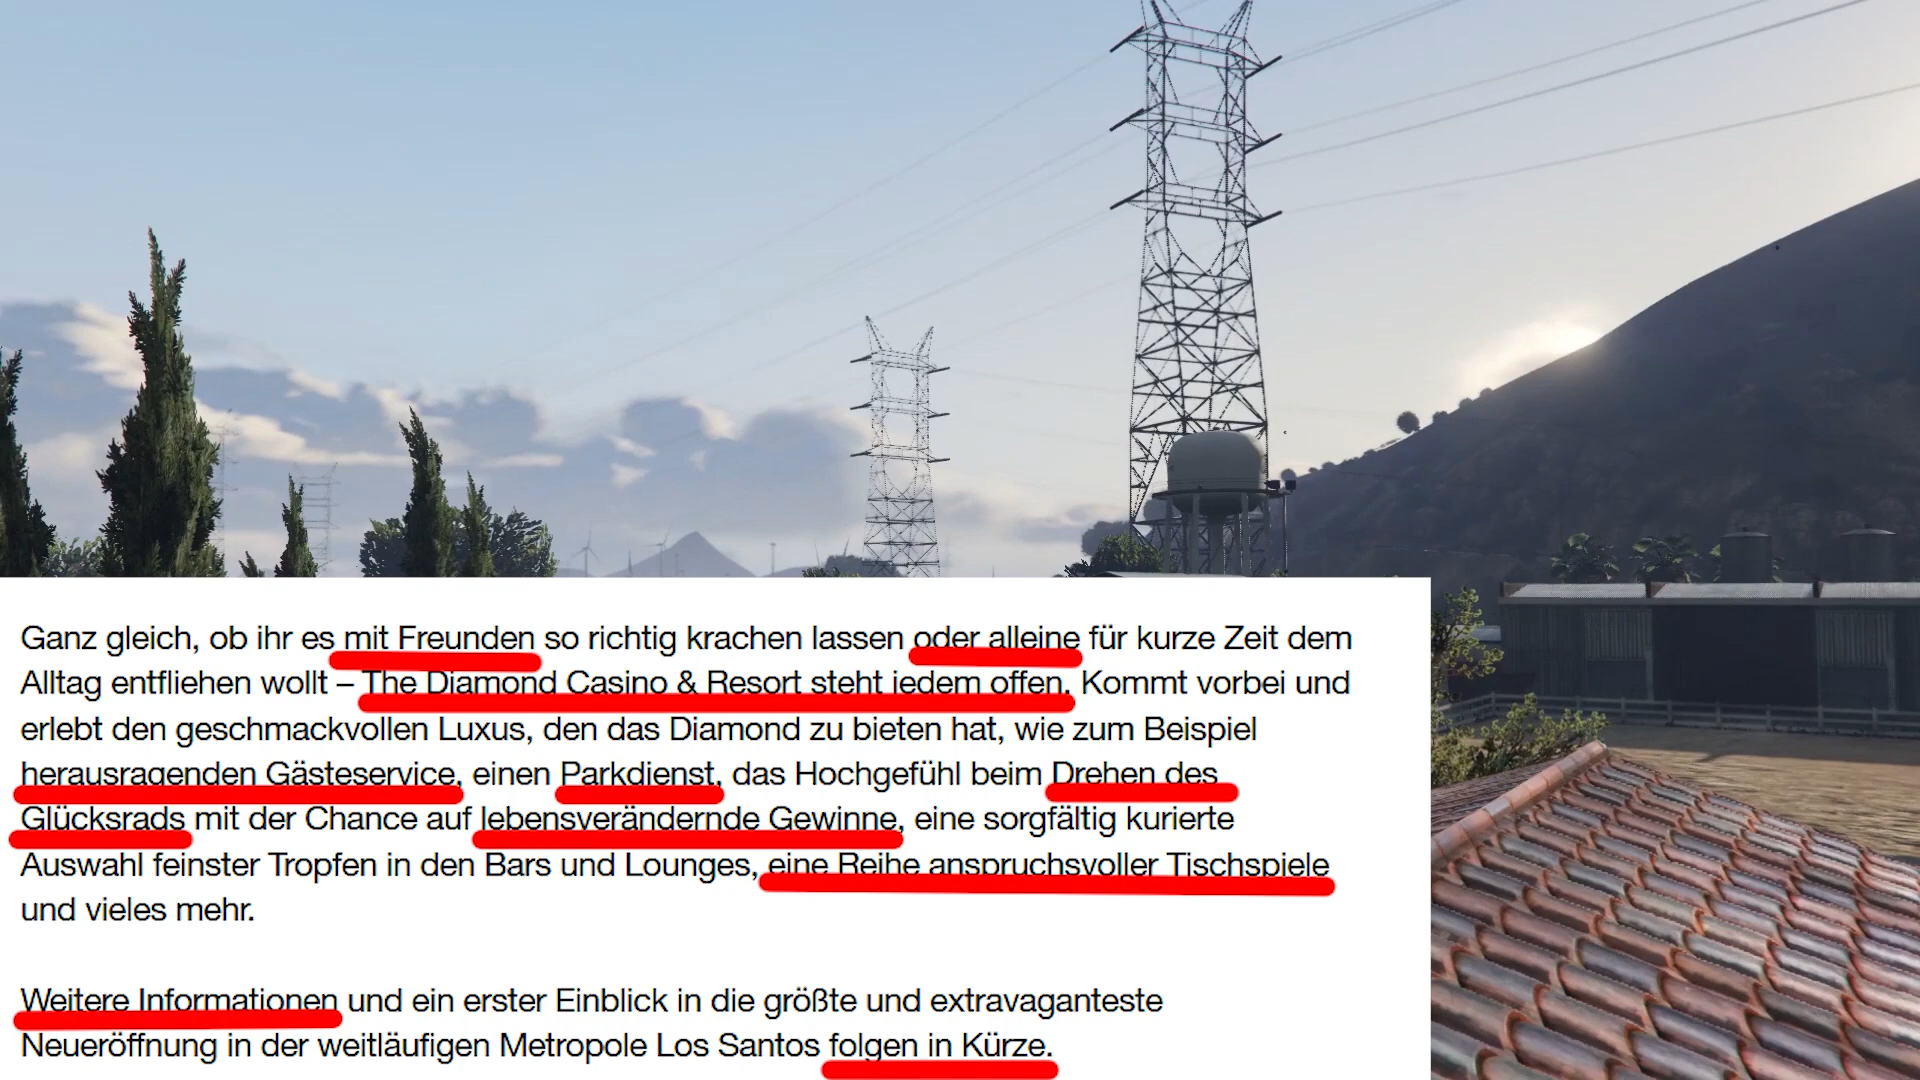 Ganz gleich, ob ihr es mit Freunden so richtig krachen lassen oder alleine für kurze Zeit dem
Alltag entfliehen wollt – The Diamond Casino & Resort steht jedem offen. Kommt vorbei und
erlebt den geschmackvollen Luxus, den das Diamond zu bieten hat, wie zum Beispiel
herausragenden Gästeservice, einen Parkdienst, das Hochgefühl beim Drehen des
Glücksrads mit der Chance auf lebensverändernde Gewinne, eine sorgfältig kurierte
Auswahl feinster Tropfen in den Bars und Lounges, eine Reihe anspruchsvoller Tischspiele
und vieles mehr.
Weitere Informationen und ein erster Einblick in die größte und extravaganteste
Neueröffnung in der weitläufigen Metropole Los Santos folgen in Kürze.